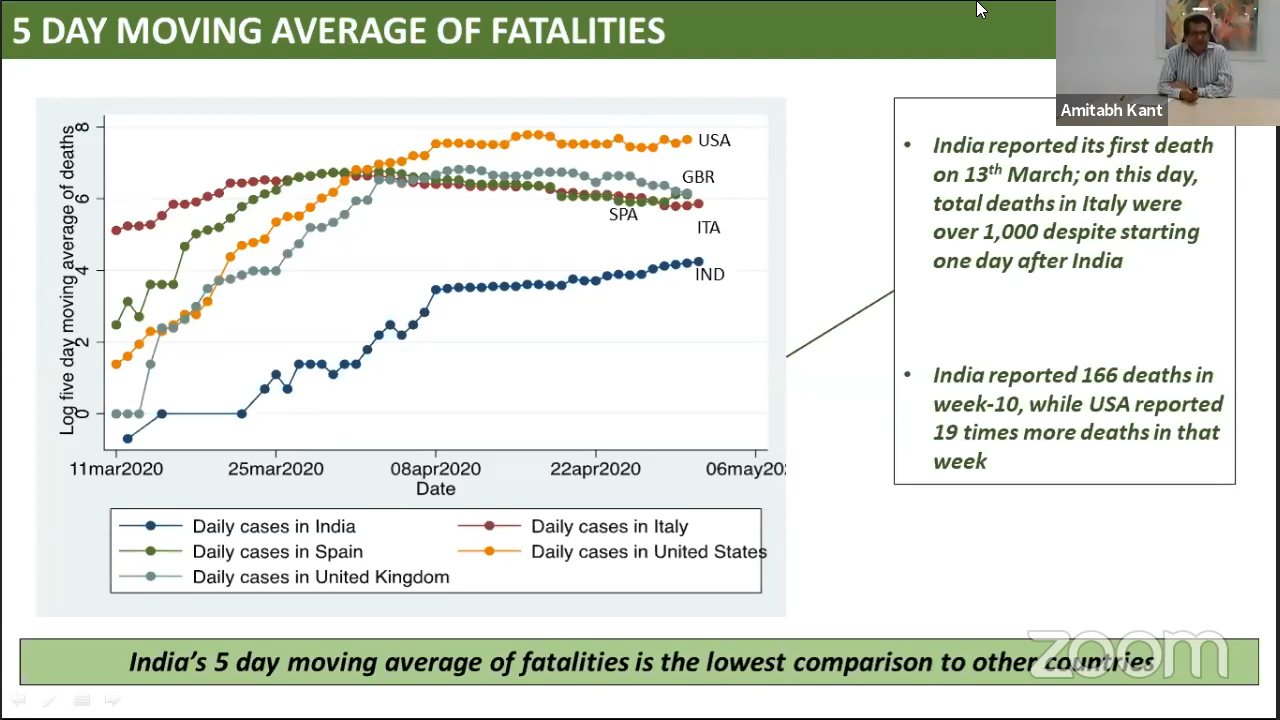 5 DAY MOVING AVERAGE OF FATALITIES
Amitabh Kant
Log five day moving average of deaths
8
6
4
2
0
USA
GBR
SPA
ITA
IND
11mar2020 25mar2020 08apr2020 22apr2020 06may20
Date
Daily cases in India
Daily cases in Italy
Daily cases in Spain
Daily cases in United States
Daily cases in United Kingdom
• India reported its first death
on 13th March; on this day,
total deaths in Italy were
over 1,000 despite starting
one day after India
• India reported 166 deaths in
week-10, while USA reported
19 times more deaths in that
week
India's 5 day moving average of fatalities is the lowest comparison to other countries
zoom